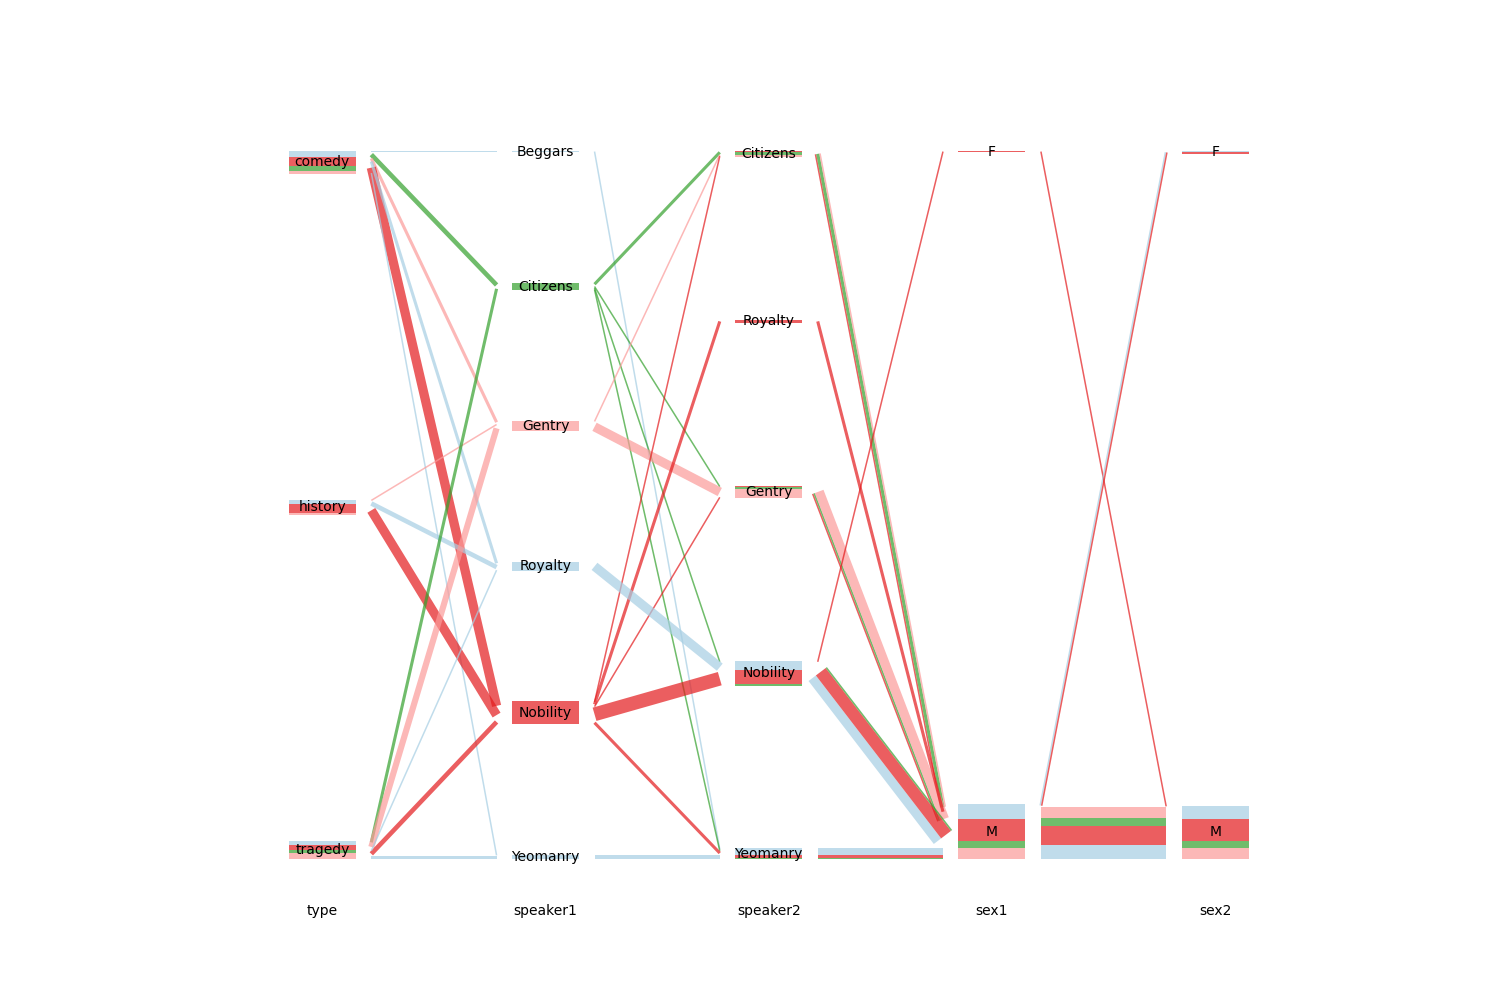 comedy
history
tragedy
type
Beggars
Citizens
Gentry
Royalty
Nobility
Yeomanry
speaker1
Citizens
Royalty
Gentry
Nobility
Yeomanry
speaker2
F
M
sex1
F
M
sex2